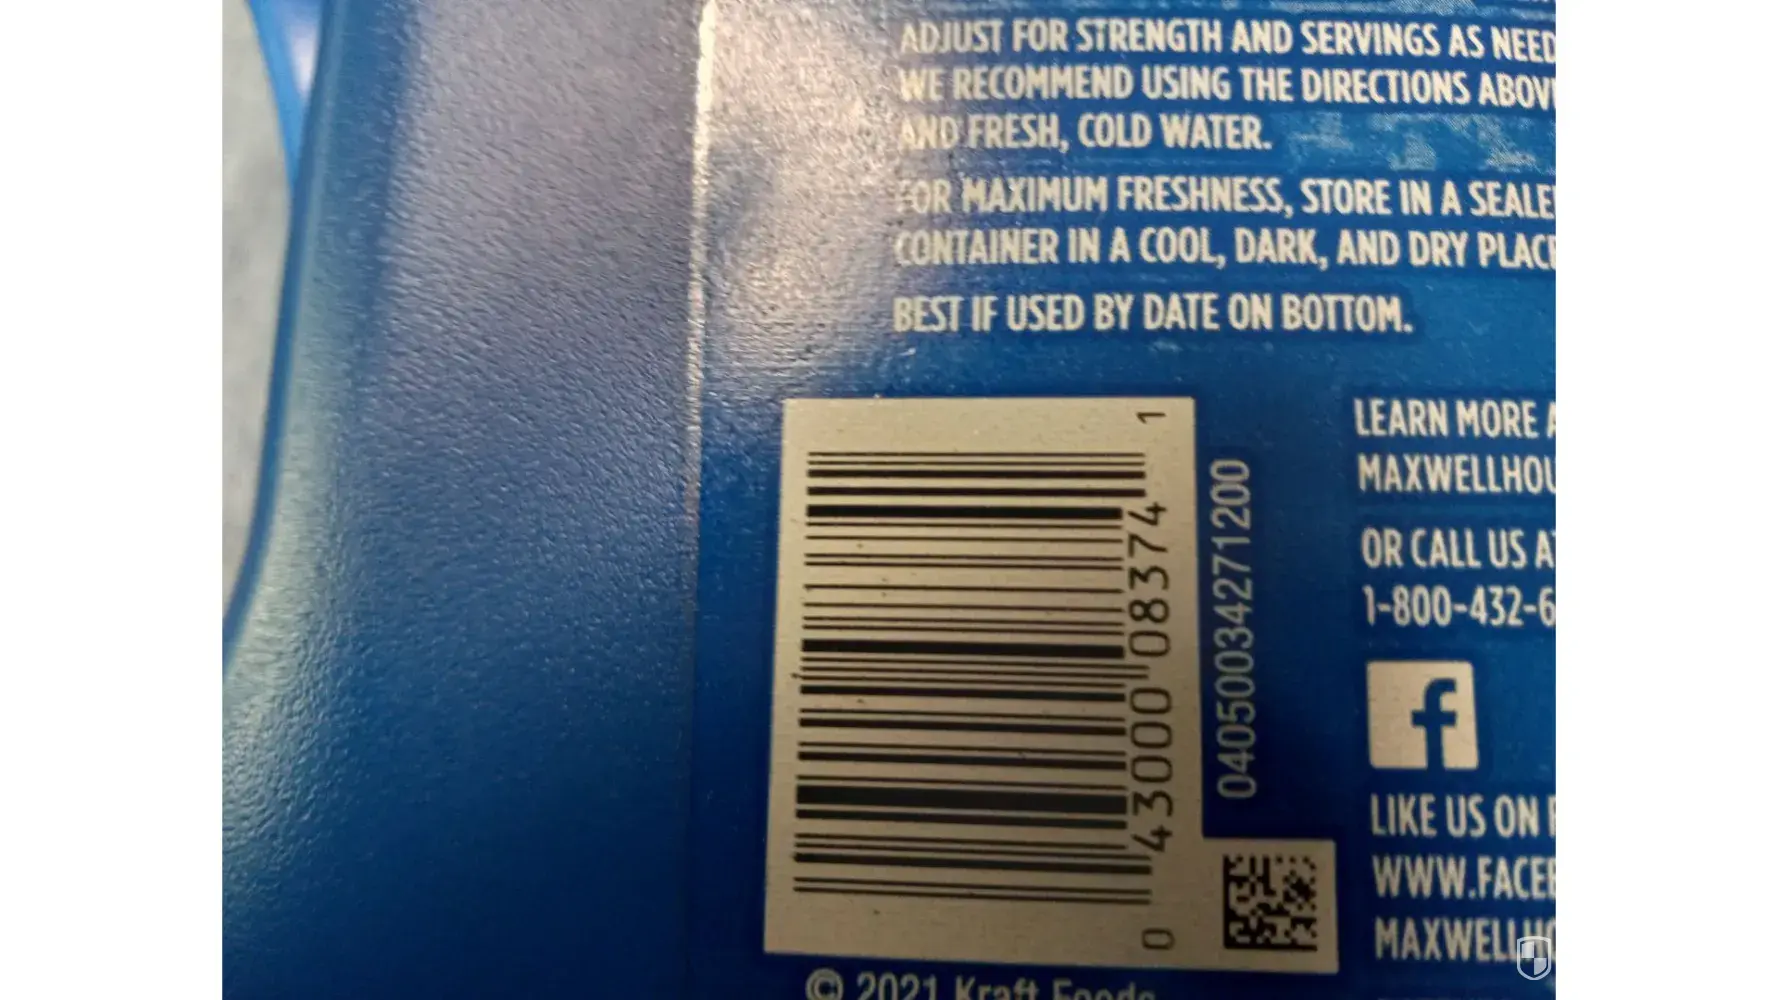 ADJUST FOR STRENGTH AND SERVINGS AS NEED
WE RECOMMEND USING THE DIRECTIONS ABOV
AND FRESH, COLD WATER.
FOR MAXIMUM FRESHNESS, STORE IN A SEALE
CONTAINER IN A COOL, DARK, AND DRY PLAC
BEST IF USED BY DATE ON BOTTOM.
0 43000 08374 1
04050034271200
LEARN MORE A
MAXWELLHOU
OR CALL US AT
1-800-432-6
f
LIKE US ON F
WWW.FACEB
MAXWELLHO
© 2021 Kraft Foods